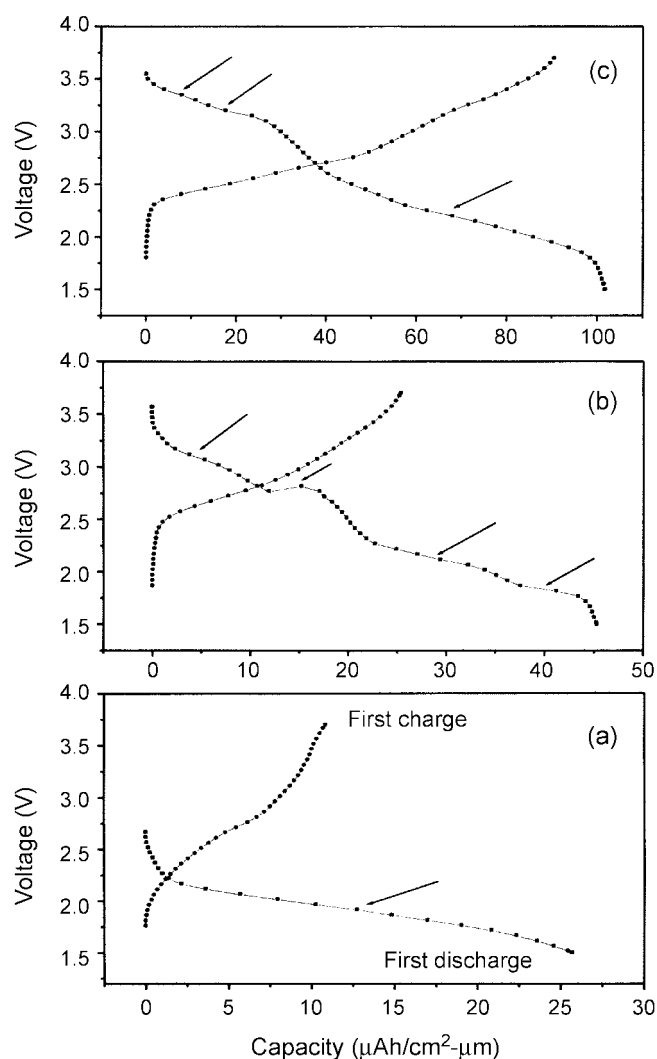 4.0
(c)
3.5
3.0
2.5
2.0
1.5
Voltage (V)
0 20 40 60 80 100
4.0
(b)
3.5
3.0
2.5
2.0
1.5
Voltage (V)
0 10 20 30 40 50
4.0
First charge
(a)
3.5
3.0
2.5
2.0
1.5
Voltage (V)
First discharge
0 5 10 15 20 25 30
Capacity (μAh/cm²-μm)